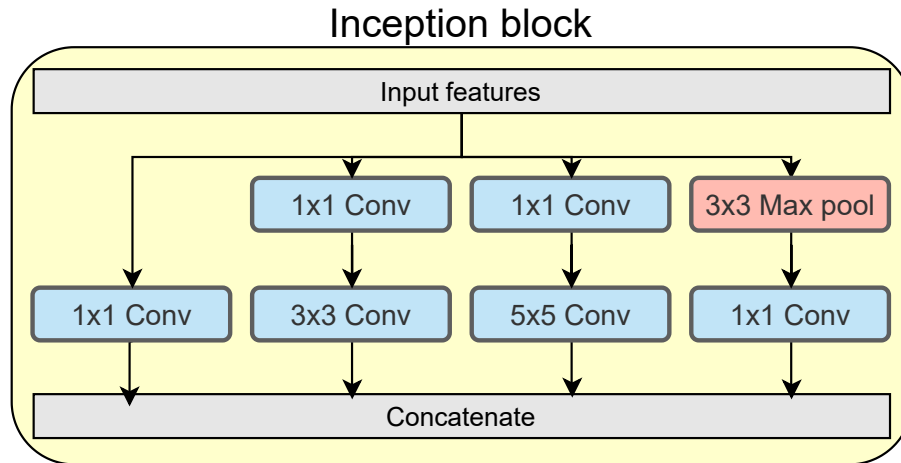 Inception block
Input features
1x1 Conv
1x1 Conv
3x3 Max pool
1x1 Conv
3x3 Conv
5x5 Conv
1x1 Conv
Concatenate